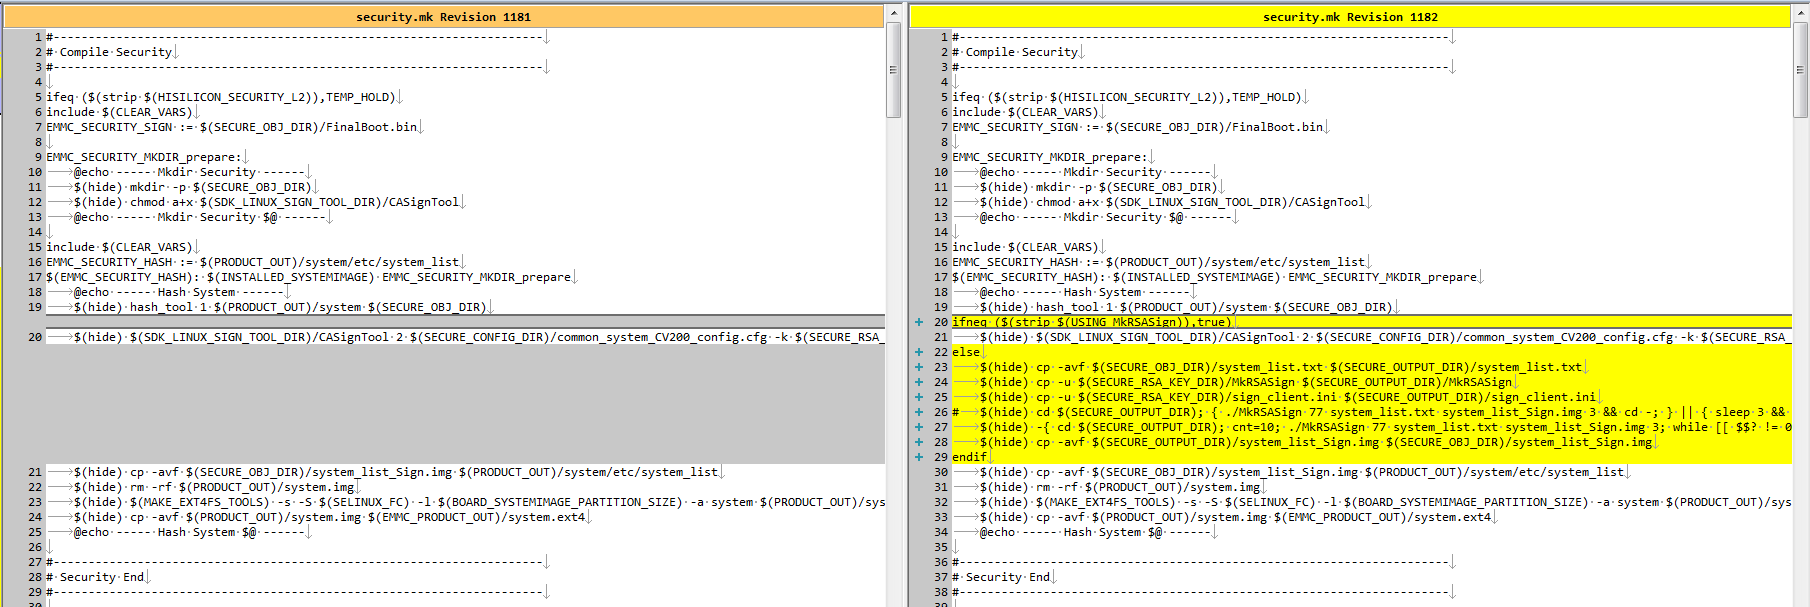 security.mk Revision 1181
1 #-----------------------------------------------------------------------
2 # Compile Security
3 #-----------------------------------------------------------------------
4
5 ifeq ($(strip $(HISILICON_SECURITY_L2)),TEMP_HOLD)
6 include $(CLEAR_VARS)
7 EMMC_SECURITY_SIGN := $(SECURE_OBJ_DIR)/FinalBoot.bin
8
9 EMMC_SECURITY_MKDIR_prepare:
10 @echo ----- Mkdir Security ------
11 $(hide) mkdir -p $(SECURE_OBJ_DIR)
12 $(hide) chmod a+x $(SDK_LINUX_SIGN_TOOL_DIR)/CASignTool
13 @echo ----- Mkdir Security $@ -------
14
15 include $(CLEAR_VARS)
16 EMMC_SECURITY_HASH := $(PRODUCT_OUT)/system/etc/system_list
17 $(EMMC_SECURITY_HASH): $(INSTALLED_SYSTEMIMAGE) EMMC_SECURITY_MKDIR_prepare
18 @echo ----- Hash System ------
19 $(hide) hash_tool 1 $(PRODUCT_OUT)/system $(SECURE_OBJ_DIR)
20 $(hide) $(SDK_LINUX_SIGN_TOOL_DIR)/CASignTool 2 $(SECURE_CONFIG_DIR)/common_system_CV200_config.cfg -k $(SECURE_RSA_
21 $(hide) cp -avf $(SECURE_OBJ_DIR)/system_list_Sign.img $(PRODUCT_OUT)/system/etc/system_list
22 $(hide) rm -rf $(PRODUCT_OUT)/system.img
23 $(hide) $(MAKE_EXT4FS_TOOLS) -s -S $(SELINUX_FC) -l $(BOARD_SYSTEMIMAGE_PARTITION_SIZE) -a system $(PRODUCT_OUT)/sys
24 $(hide) cp -avf $(PRODUCT_OUT)/system.img $(EMMC_PRODUCT_OUT)/system.ext4
25 @echo ----- Hash System $@ -------
26
27 #-----------------------------------------------------------------------
28 # Security End
29 #-----------------------------------------------------------------------
30
security.mk Revision 1182
1 #-----------------------------------------------------------------------
2 # Compile Security
3 #-----------------------------------------------------------------------
4
5 ifeq ($(strip $(HISILICON_SECURITY_L2)),TEMP_HOLD)
6 include $(CLEAR_VARS)
7 EMMC_SECURITY_SIGN := $(SECURE_OBJ_DIR)/FinalBoot.bin
8
9 EMMC_SECURITY_MKDIR_prepare:
10 @echo ----- Mkdir Security ------
11 $(hide) mkdir -p $(SECURE_OBJ_DIR)
12 $(hide) chmod a+x $(SDK_LINUX_SIGN_TOOL_DIR)/CASignTool
13 @echo ----- Mkdir Security $@ -------
14
15 include $(CLEAR_VARS)
16 EMMC_SECURITY_HASH := $(PRODUCT_OUT)/system/etc/system_list
17 $(EMMC_SECURITY_HASH): $(INSTALLED_SYSTEMIMAGE) EMMC_SECURITY_MKDIR_prepare
18 @echo ----- Hash System ------
19 $(hide) hash_tool 1 $(PRODUCT_OUT)/system $(SECURE_OBJ_DIR)
20 ifneq ($(strip $(USING_MkRSASign)),true)
21 $(hide) $(SDK_LINUX_SIGN_TOOL_DIR)/CASignTool 2 $(SECURE_CONFIG_DIR)/common_system_CV200_config.cfg -k $(SECURE_RSA_
22 else
23 $(hide) cp -avf $(SECURE_OBJ_DIR)/system_list.txt $(SECURE_OUTPUT_DIR)/system_list.txt
24 $(hide) cp -u $(SECURE_RSA_KEY_DIR)/MkRSASign $(SECURE_OUTPUT_DIR)/MkRSASign
25 $(hide) cp -u $(SECURE_RSA_KEY_DIR)/sign_client.ini $(SECURE_OUTPUT_DIR)/sign_client.ini
26 # $(hide) cd $(SECURE_OUTPUT_DIR); { ./MkRSASign 77 system_list.txt system_list_Sign.img 3 && cd -; } || { sleep 3 &&
27 $(hide) -{ cd $(SECURE_OUTPUT_DIR); cnt=10; ./MkRSASign 77 system_list.txt system_list_Sign.img 3; while [[ $$? != 0
28 $(hide) cp -avf $(SECURE_OUTPUT_DIR)/system_list_Sign.img $(SECURE_OBJ_DIR)/system_list_Sign.img
29 endif
30 $(hide) cp -avf $(SECURE_OBJ_DIR)/system_list_Sign.img $(PRODUCT_OUT)/system/etc/system_list
31 $(hide) rm -rf $(PRODUCT_OUT)/system.img
32 $(hide) $(MAKE_EXT4FS_TOOLS) -s -S $(SELINUX_FC) -l $(BOARD_SYSTEMIMAGE_PARTITION_SIZE) -a system $(PRODUCT_OUT)/sys
33 $(hide) cp -avf $(PRODUCT_OUT)/system.img $(EMMC_PRODUCT_OUT)/system.ext4
34 @echo ----- Hash System $@ -------
35
36 #-----------------------------------------------------------------------
37 # Security End
38 #-----------------------------------------------------------------------
39